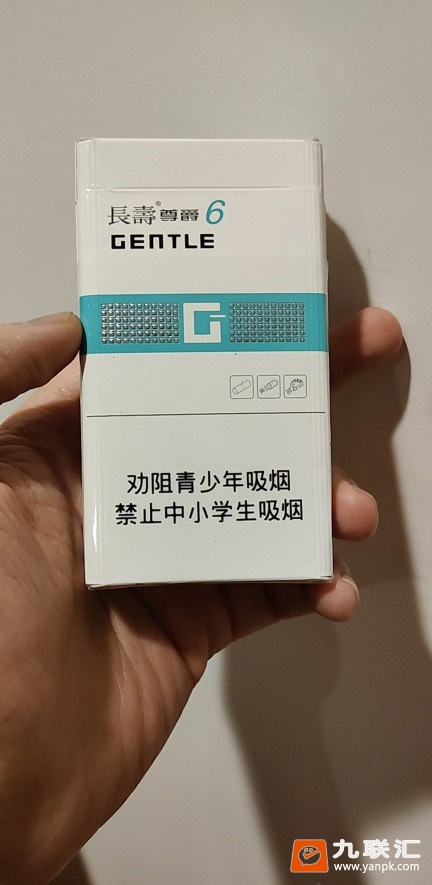 長壽® 尊爵 6
GENTLE
G
劝阻青少年吸烟
禁止中小学生吸烟
九联汇
www.yanpk.com